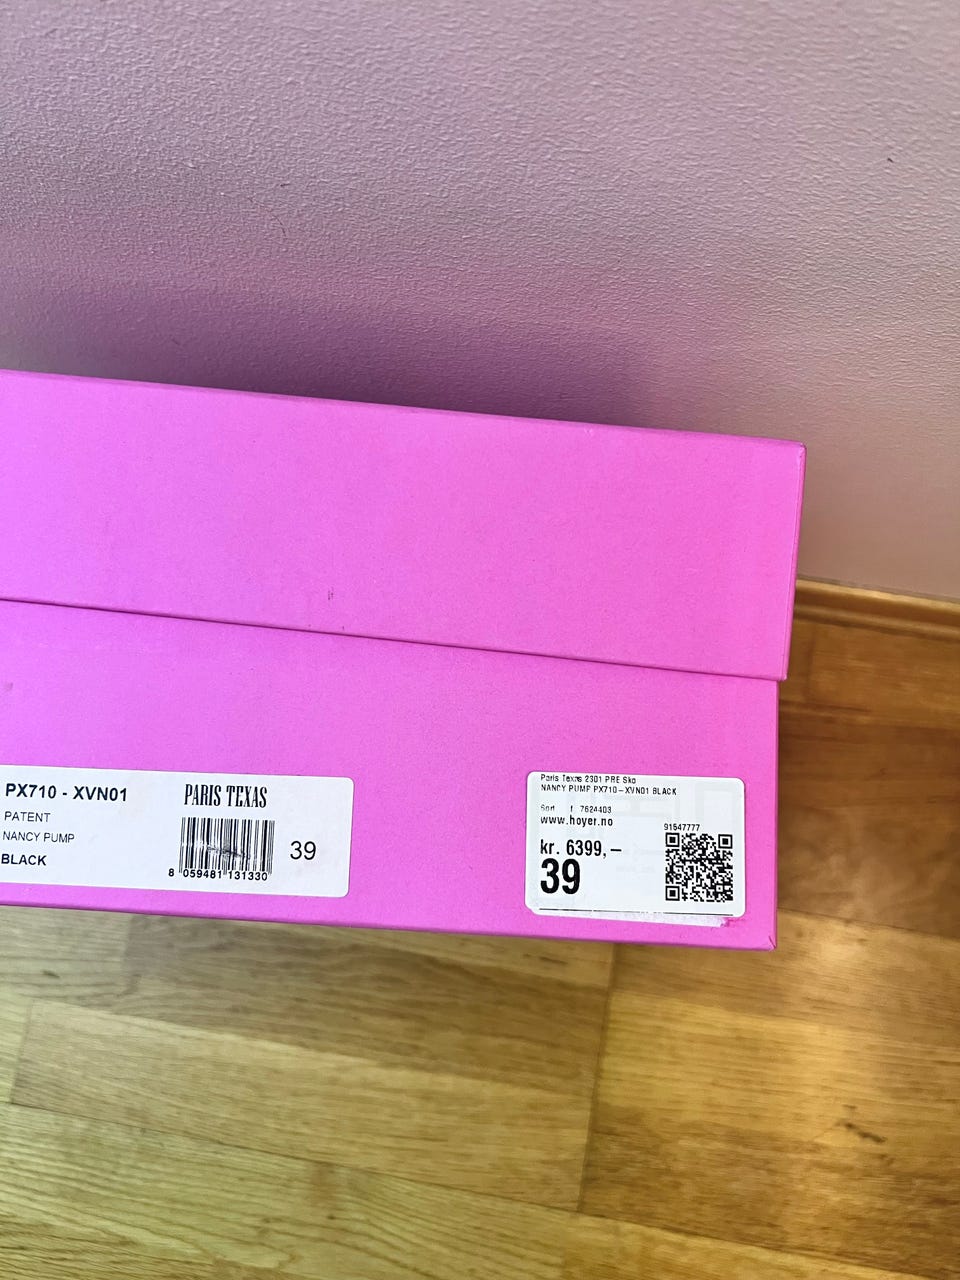 PX710 - XVN01
PATENT
NANCY PUMP
BLACK
PARIS TEXAS
8 059481 131330
39
Paris Texas 2301 PRE Sko
NANCY PUMP PX710-XVN01 BLACK
Sort 7624403
www.hoyer.no
91547777
kr. 6399,–
39